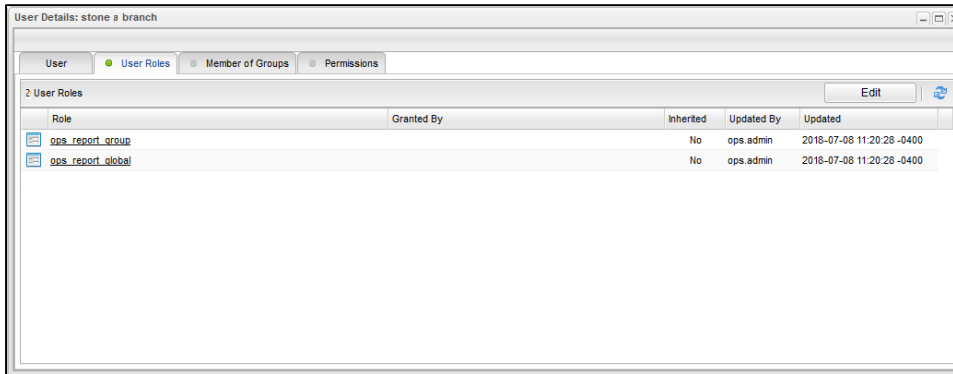 User Details: stone a branch
User User Roles Member of Groups Permissions
2 User Roles Edit
Role Granted By Inherited Updated By Updated
ops_report_group No ops.admin 2018-07-08 11:20:28 -0400
ops_report_global No ops.admin 2018-07-08 11:20:28 -0400